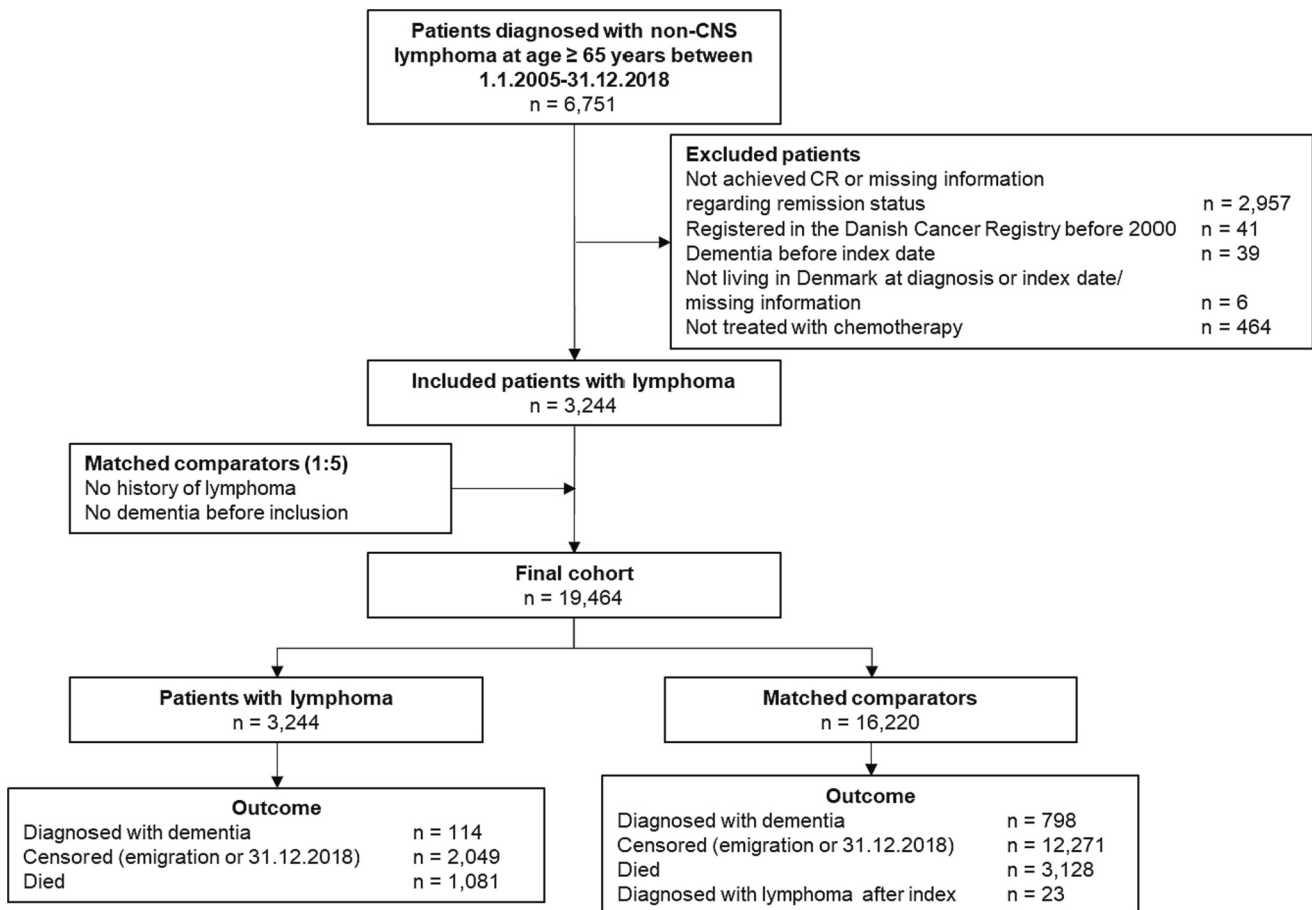 Patients diagnosed with non-CNS
lymphoma at age ≥ 65 years between
1.1.2005-31.12.2018
n = 6,751
Excluded patients
Not achieved CR or missing information
regarding remission status n = 2,957
Registered in the Danish Cancer Registry before 2000 n = 41
Dementia before index date n = 39
Not living in Denmark at diagnosis or index date/
missing information n = 6
Not treated with chemotherapy n = 464
Included patients with lymphoma
n = 3,244
Matched comparators (1:5)
No history of lymphoma
No dementia before inclusion
Final cohort
n = 19,464
Patients with lymphoma
n = 3,244
Matched comparators
n = 16,220
Outcome
Diagnosed with dementia n = 114
Censored (emigration or 31.12.2018) n = 2,049
Died n = 1,081
Outcome
Diagnosed with dementia n = 798
Censored (emigration or 31.12.2018) n = 12,271
Died n = 3,128
Diagnosed with lymphoma after index n = 23